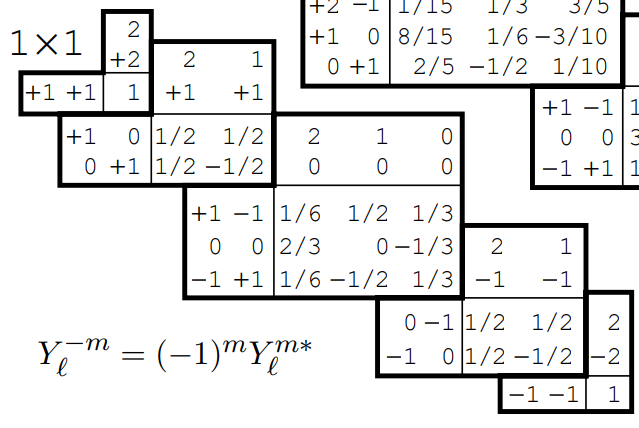 +2 −1 1/15 1/3 3/5
1×1 2 +1 0 8/15 1/6 −3/10
+2 2 1 0 +1 2/5 −1/2 1/10
+1 +1 1 +1 +1 +1 −1 1
+1 0 1/2 1/2 2 1 0 0 0 3
0 +1 1/2 −1/2 0 0 0 −1 +1 1
+1 −1 1/6 1/2 1/3
0 0 2/3 0 −1/3 2 1
−1 +1 1/6 −1/2 1/3 −1 −1
0 −1 1/2 1/2 2
Y_ℓ^{−m} = (−1)^m Y_ℓ^{m*} −1 0 1/2 −1/2 −2
−1 −1 1